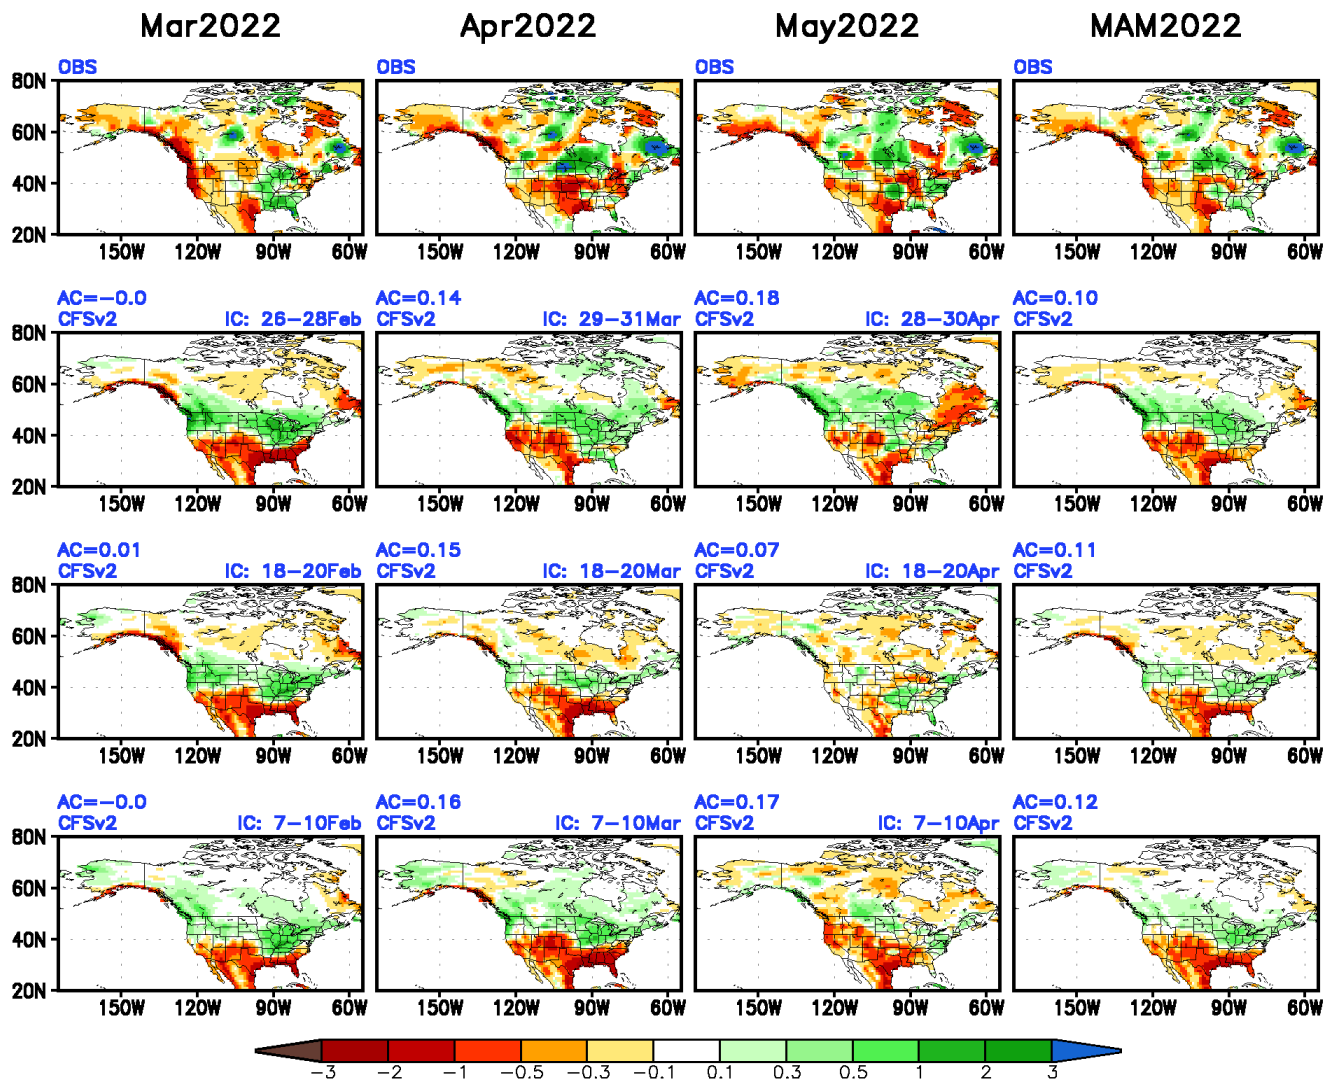 Mar2022 Apr2022 May2022 MAM2022
OBS OBS OBS OBS
80N
60N
40N
20N
150W 120W 90W 60W 150W 120W 90W 60W 150W 120W 90W 60W 150W 120W 90W 60W
AC=-0.0 AC=0.14 AC=0.18 AC=0.10
CFSv2 IC: 26-28Feb CFSv2 IC: 29-31Mar CFSv2 IC: 28-30Apr CFSv2
80N
60N
40N
20N
150W 120W 90W 60W 150W 120W 90W 60W 150W 120W 90W 60W 150W 120W 90W 60W
AC=0.01 AC=0.15 AC=0.07 AC=0.11
CFSv2 IC: 18-20Feb CFSv2 IC: 18-20Mar CFSv2 IC: 18-20Apr CFSv2
80N
60N
40N
20N
150W 120W 90W 60W 150W 120W 90W 60W 150W 120W 90W 60W 150W 120W 90W 60W
AC=-0.0 AC=0.16 AC=0.17 AC=0.12
CFSv2 IC: 7-10Feb CFSv2 IC: 7-10Mar CFSv2 IC: 7-10Apr CFSv2
80N
60N
40N
20N
150W 120W 90W 60W 150W 120W 90W 60W 150W 120W 90W 60W 150W 120W 90W 60W
-3 -2 -1 -0.5 -0.3 -0.1 0.1 0.3 0.5 1 2 3